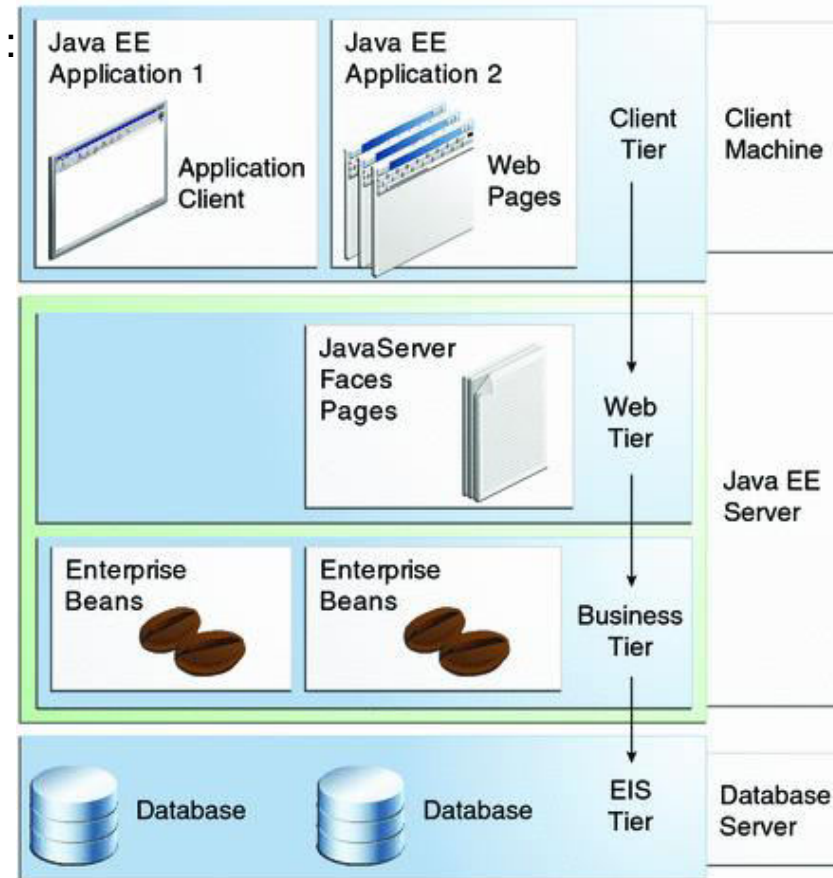 :
Java EE
Application 1
Application
Client
Java EE
Application 2
Web
Pages
Client
Tier
Client
Machine
JavaServer
Faces
Pages
Web
Tier
Java EE
Server
Enterprise
Beans
Enterprise
Beans
Business
Tier
Database
Database
EIS
Tier
Database
Server